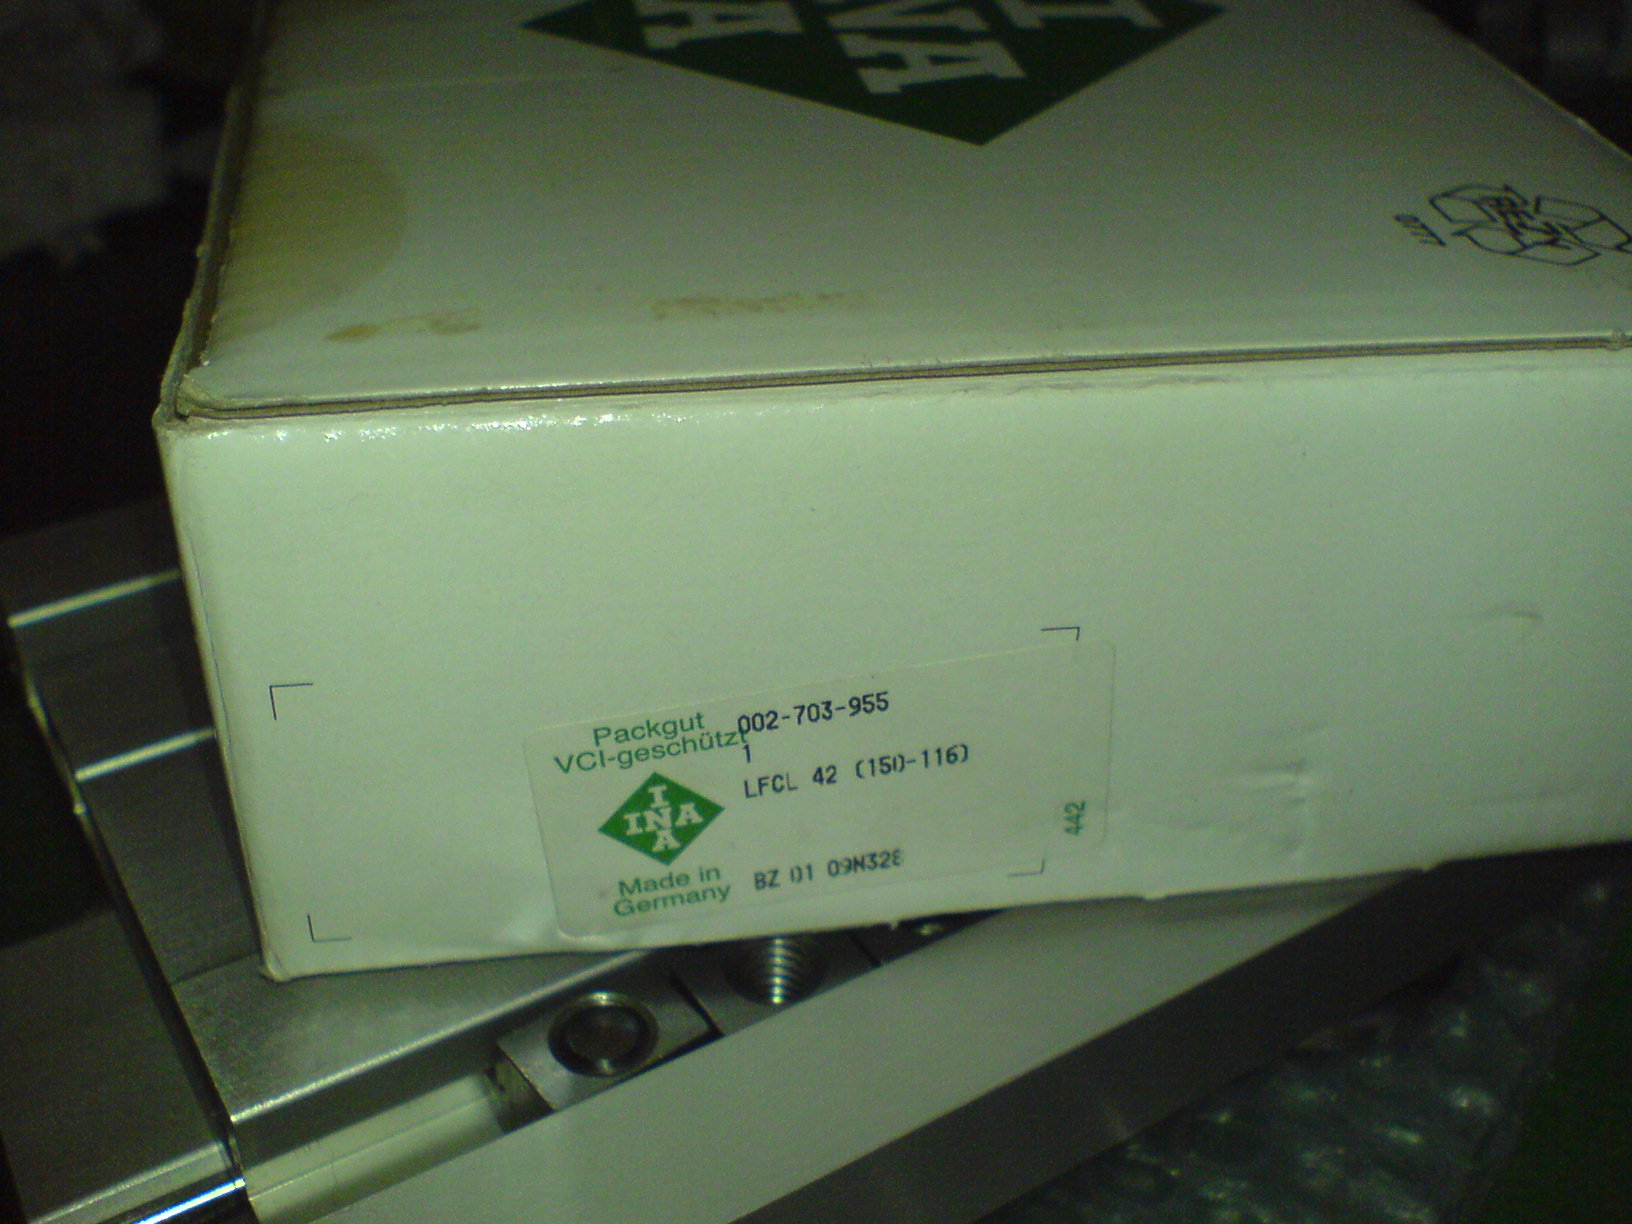 INA
Packgut
VCI-geschützt
002-703-955
1
LFCL 42 (150-116)
INA
442
Made in
Germany
BZ 01 09N328